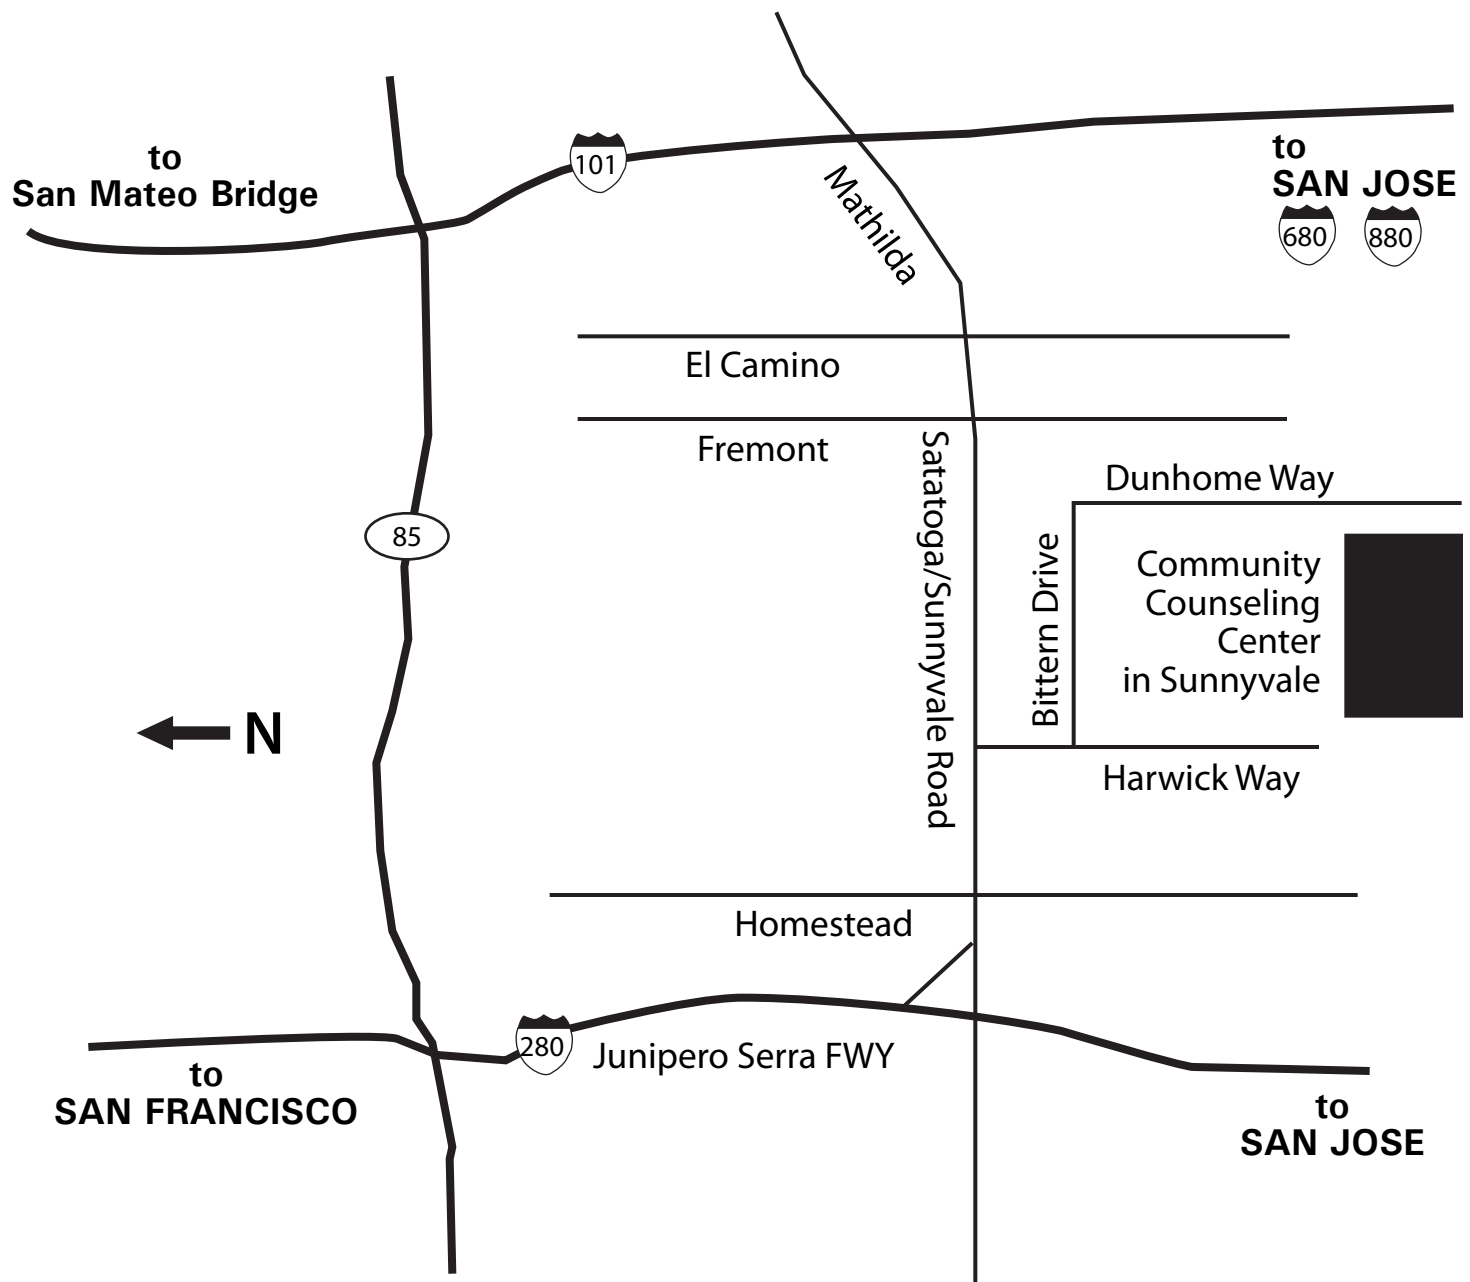 to
San Mateo Bridge
101
to
SAN JOSE
680 880
Mathilda
El Camino
Fremont
Satatoga/Sunnyvale Road
Dunhome Way
85
Bittern Drive
Community
Counseling
Center
in Sunnyvale
N
Harwick Way
Homestead
280
Junipero Serra FWY
to
SAN FRANCISCO
to
SAN JOSE